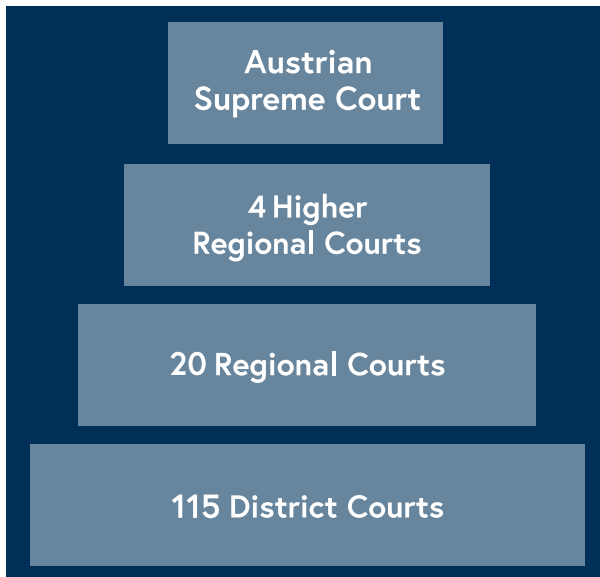 Austrian
Supreme Court
4 Higher
Regional Courts
20 Regional Courts
115 District Courts